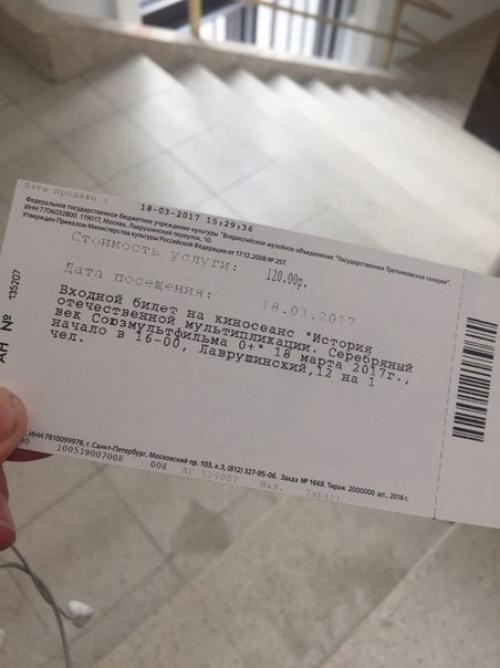 Дата продажи : 18-03-2017 15:29:36
Федеральное государственное бюджетное учреждение культуры "Всероссийское музейное объединение "Государственная Третьяковская галерея".
ИНН 7706032800. 119017, Москва, Лаврушинский переулок, 10.
Утвержден Приказом Министерства культуры Российской Федерации от 17.12.2008 № 257.
Стоимость услуги: 120.00р.
Дата посещения: 18.03.2017
Входной билет на киносеанс "История
отечественной мультипликации. Серебряный
век Союзмультфильма 0+" 18 марта 2017г.,
начало в 16-00, Лаврушинский,12 на 1
чел.
АН № 135207
ИНН 7810099978, г. Санкт-Петербург, Московский пр. 103, к.3, (812) 327-95-06. Заказ № 1668. Тираж 2000000 шт., 2016 г.
100539007008 008 АГ 539007 Нал. Заказ: